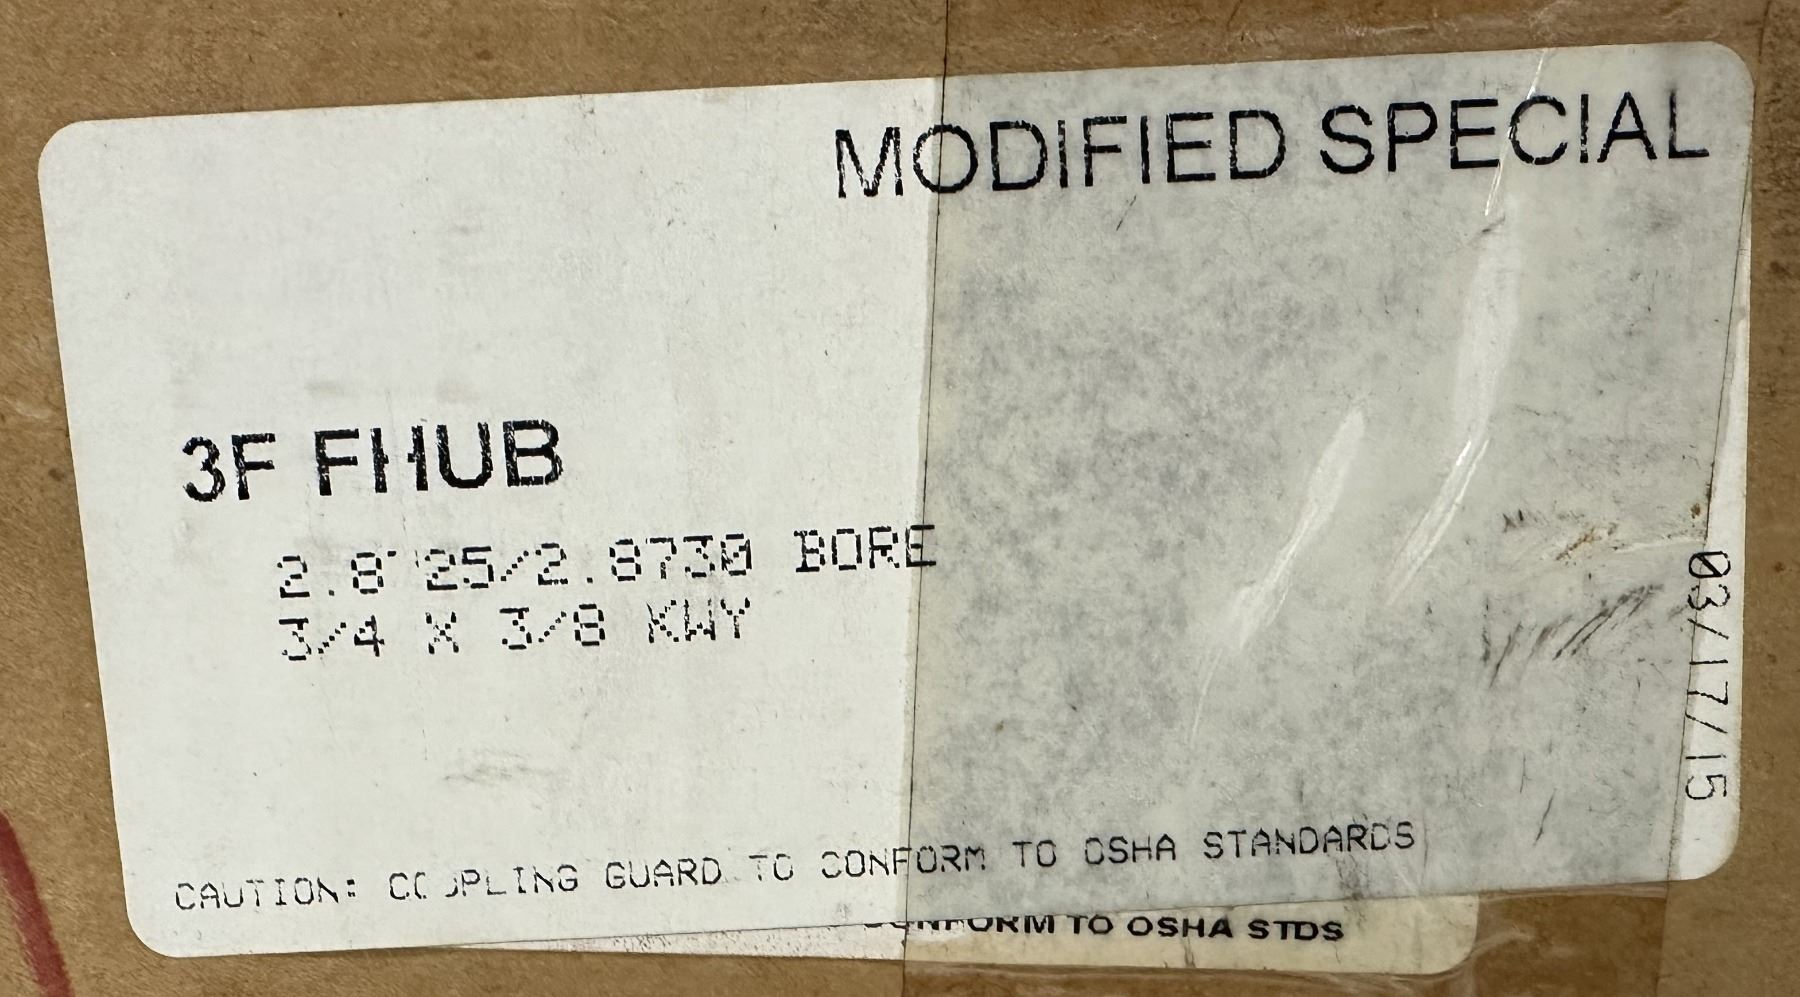 MODIFIED SPECIAL
3F FHUB
2.8725/2.8730 BORE
3/4 X 3/8 KWY
03/17/15
CAUTION: COUPLING GUARD TO CONFORM TO OSHA STANDARDS
CONFORM TO OSHA STDS